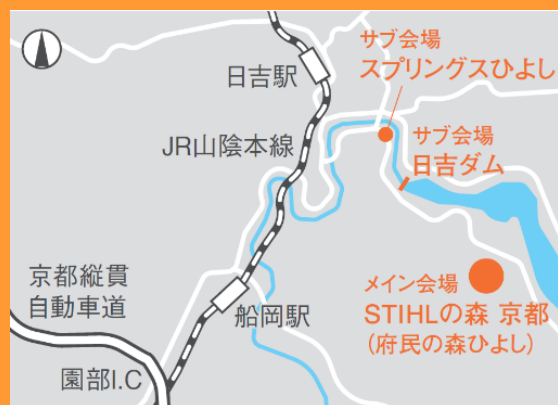 サブ会場
スプリングスひよし
日吉駅
サブ会場
日吉ダム
JR山陰本線
メイン会場
STIHLの森 京都
(府民の森ひよし)
京都縦貫
自動車道
船岡駅
園部I.C